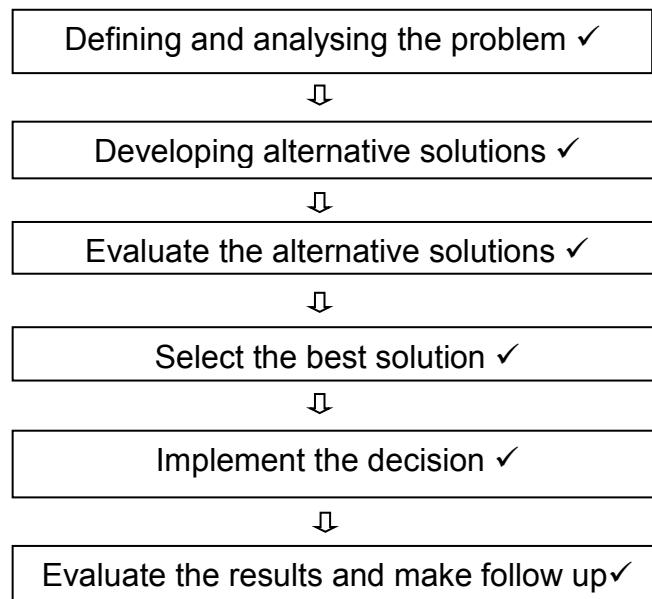 Defining and analysing the problem ✓
⇩
Developing alternative solutions ✓
⇩
Evaluate the alternative solutions ✓
⇩
Select the best solution ✓
⇩
Implement the decision ✓
⇩
Evaluate the results and make follow up✓